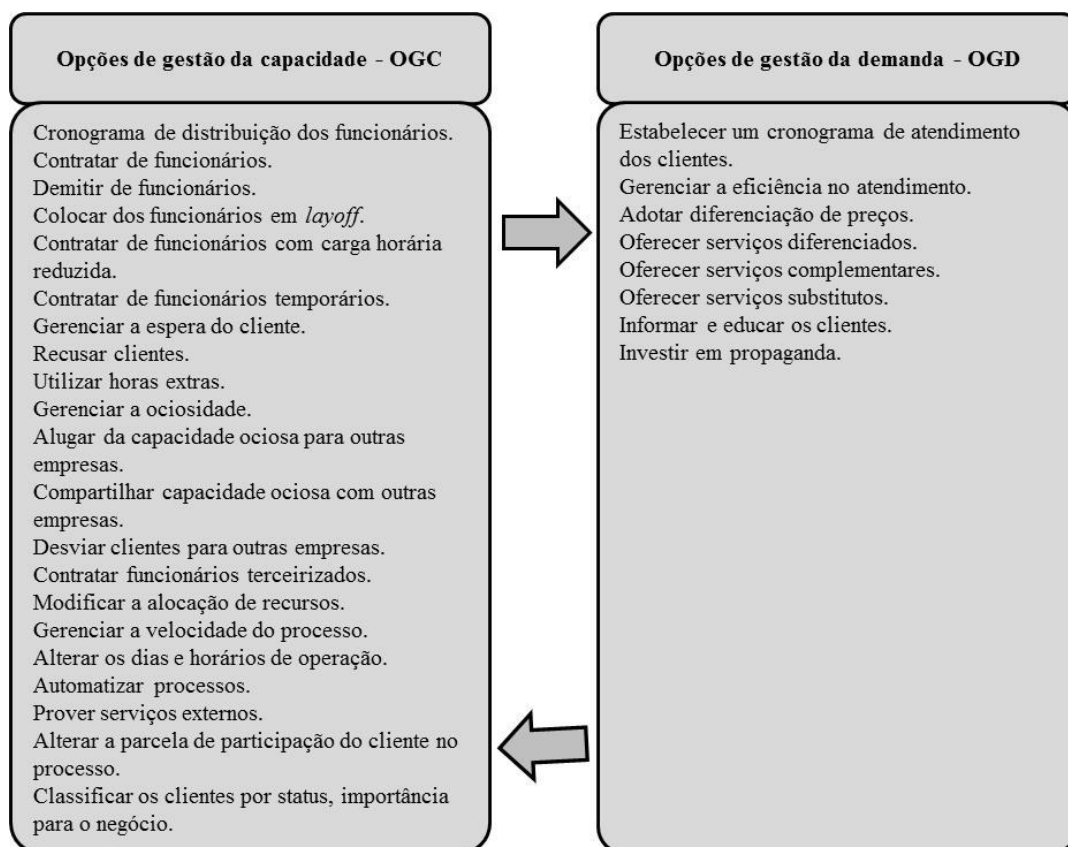 Opções de gestão da capacidade - OGC
Cronograma de distribuição dos funcionários.
Contratar de funcionários.
Demitir de funcionários.
Colocar dos funcionários em layoff.
Contratar de funcionários com carga horária
reduzida.
Contratar de funcionários temporários.
Gerenciar a espera do cliente.
Recusar clientes.
Utilizar horas extras.
Gerenciar a ociosidade.
Alugar da capacidade ociosa para outras
empresas.
Compartilhar capacidade ociosa com outras
empresas.
Desviar clientes para outras empresas.
Contratar funcionários terceirizados.
Modificar a alocação de recursos.
Gerenciar a velocidade do processo.
Alterar os dias e horários de operação.
Automatizar processos.
Prover serviços externos.
Alterar a parcela de participação do cliente no
processo.
Classificar os clientes por status, importância
para o negócio.
Opções de gestão da demanda - OGD
Estabelecer um cronograma de atendimento
dos clientes.
Gerenciar a eficiência no atendimento.
Adotar diferenciação de preços.
Oferecer serviços diferenciados.
Oferecer serviços complementares.
Oferecer serviços substitutos.
Informar e educar os clientes.
Investir em propaganda.